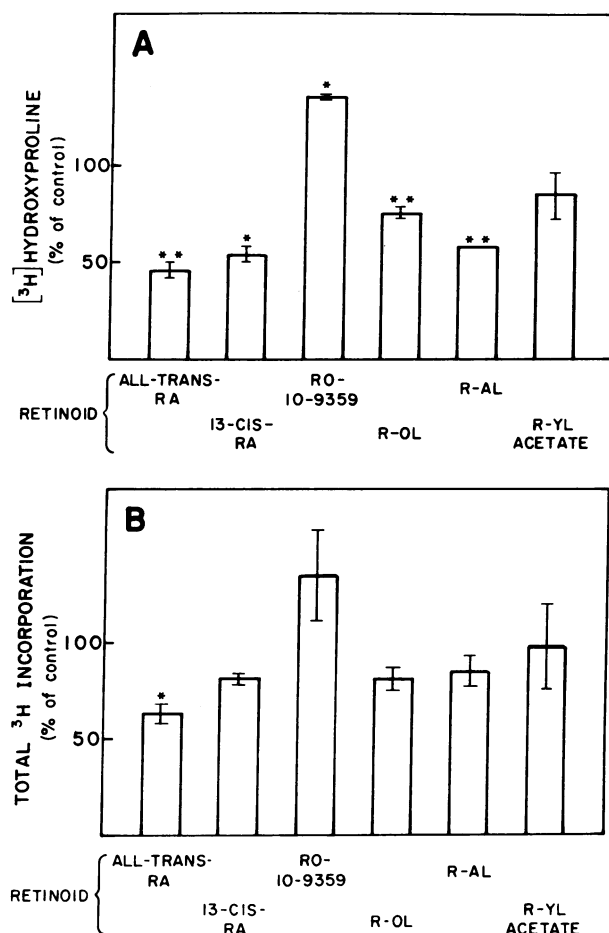 A
[³H]HYDROXYPROLINE
(% of control)
100
50
* *
*
*
* *
* *
RETINOID
ALL-TRANS-
RA
13-CIS-
RA
RO-
10-9359
R-OL
R-AL
R-YL
ACETATE
B
TOTAL ³H INCORPORATION
(% of control)
100
50
*
RETINOID
ALL-TRANS-
RA
13-CIS-
RA
RO-
10-9359
R-OL
R-AL
R-YL
ACETATE